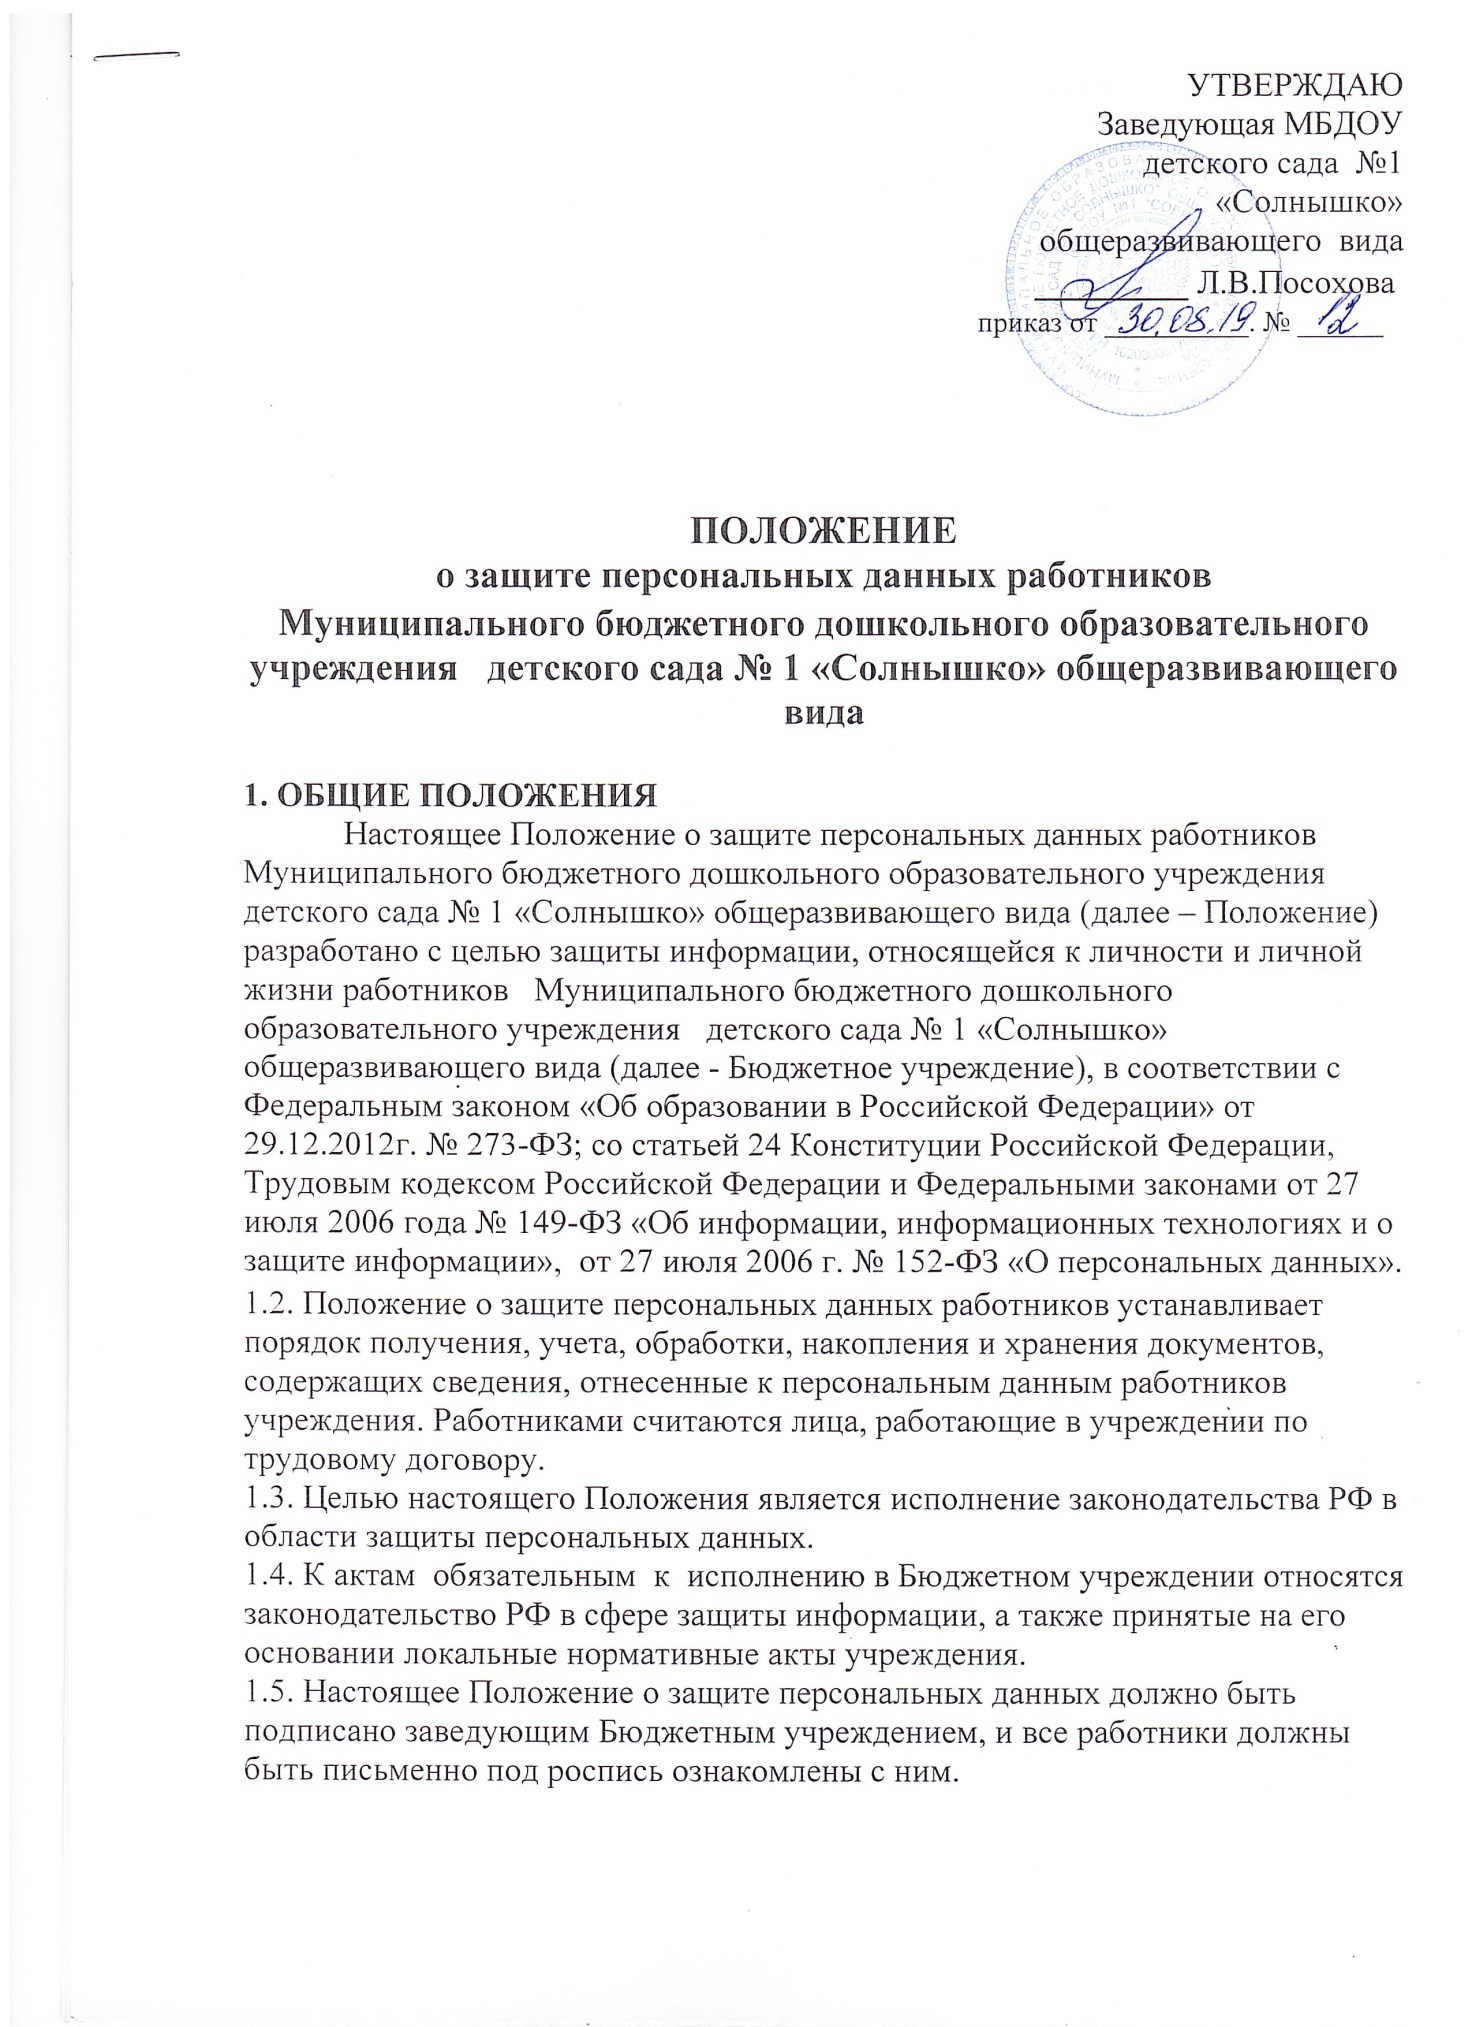 УТВЕРЖДАЮ
Заведующая МБДОУ
детского сада №1
«Солнышко»
общеразвивающего вида
__________ Л.В.Посохова
приказ от 30.08.19. № 12
ПОЛОЖЕНИЕ
о защите персональных данных работников
Муниципального бюджетного дошкольного образовательного
учреждения детского сада № 1 «Солнышко» общеразвивающего
вида
1. ОБЩИЕ ПОЛОЖЕНИЯ
Настоящее Положение о защите персональных данных работников
Муниципального бюджетного дошкольного образовательного учреждения
детского сада № 1 «Солнышко» общеразвивающего вида (далее – Положение)
разработано с целью защиты информации, относящейся к личности и личной
жизни работников Муниципального бюджетного дошкольного
образовательного учреждения детского сада № 1 «Солнышко»
общеразвивающего вида (далее - Бюджетное учреждение), в соответствии с
Федеральным законом «Об образовании в Российской Федерации» от
29.12.2012г. № 273-ФЗ; со статьей 24 Конституции Российской Федерации,
Трудовым кодексом Российской Федерации и Федеральными законами от 27
июля 2006 года № 149-ФЗ «Об информации, информационных технологиях и о
защите информации», от 27 июля 2006 г. № 152-ФЗ «О персональных данных».
1.2. Положение о защите персональных данных работников устанавливает
порядок получения, учета, обработки, накопления и хранения документов,
содержащих сведения, отнесенные к персональным данным работников
учреждения. Работниками считаются лица, работающие в учреждении по
трудовому договору.
1.3. Целью настоящего Положения является исполнение законодательства РФ в
области защиты персональных данных.
1.4. К актам обязательным к исполнению в Бюджетном учреждении относятся
законодательство РФ в сфере защиты информации, а также принятые на его
основании локальные нормативные акты учреждения.
1.5. Настоящее Положение о защите персональных данных должно быть
подписано заведующим Бюджетным учреждением, и все работники должны
быть письменно под роспись ознакомлены с ним.